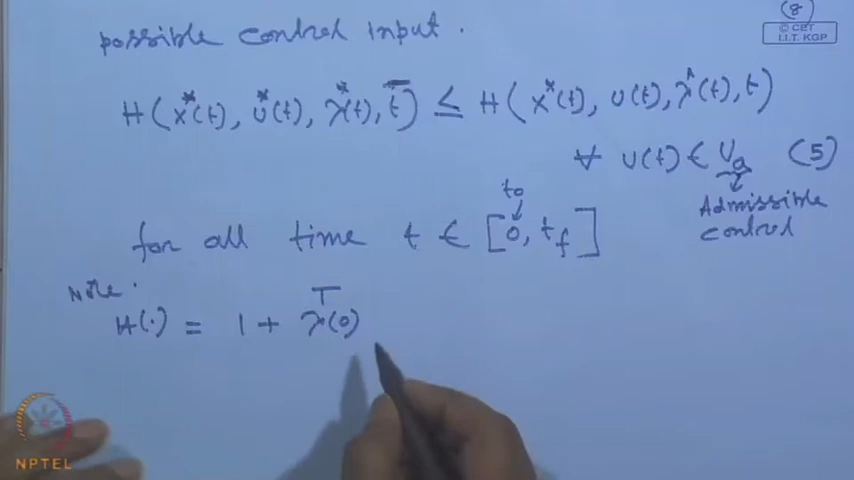 (8)
© CET
I.I.T. KGP
possible control input.
H(x*(t), u*(t), λ*(t), t) ≤ H(x*(t), u(t), λ*(t), t)
∀ u(t) ∈ Ua (5)
Admissible
control
t0
for all time t ∈ [0, tf]
Note:
H(·) = 1 + λ^T(0)
NPTEL